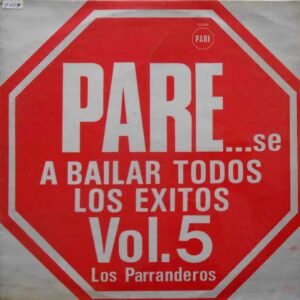 PARE
PARE...se
A BAILAR TODOS
LOS EXITOS
Vol.5
Los Parranderos